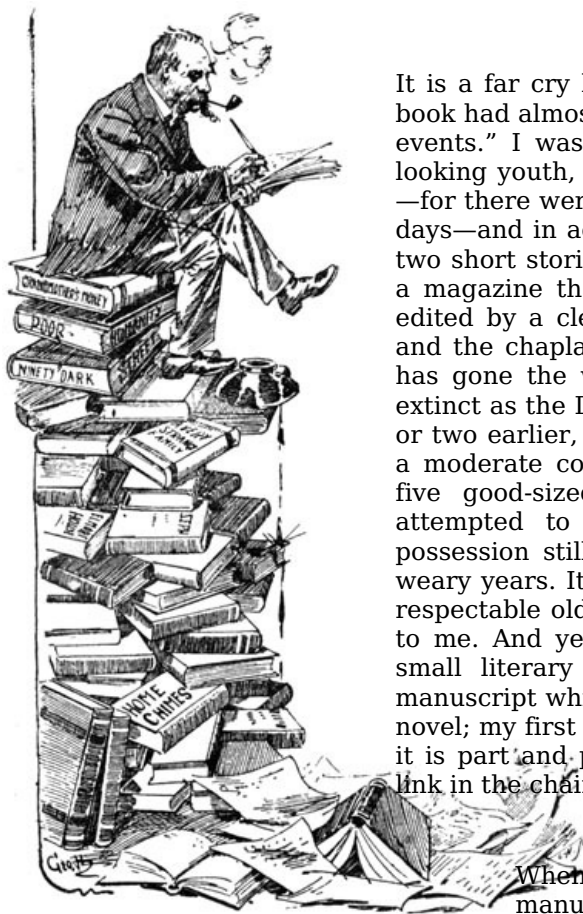 It is a far cry
book had almos
events.” I was
looking youth,
—for there wer
days—and in a
two short stori
a magazine th
edited by a cle
and the chapla
has gone the
extinct as the
or two earlier,
a moderate co
five good-size
attempted to
possession still
weary years. It
respectable old
to me. And ye
small literary
manuscript wh
novel; my first
it is part and p
link in the chai
When
manu
GRANDMOTHER'S MONEY
POOR
HUMANITY
NINETY DARK
STREET
HOME
CHIMES